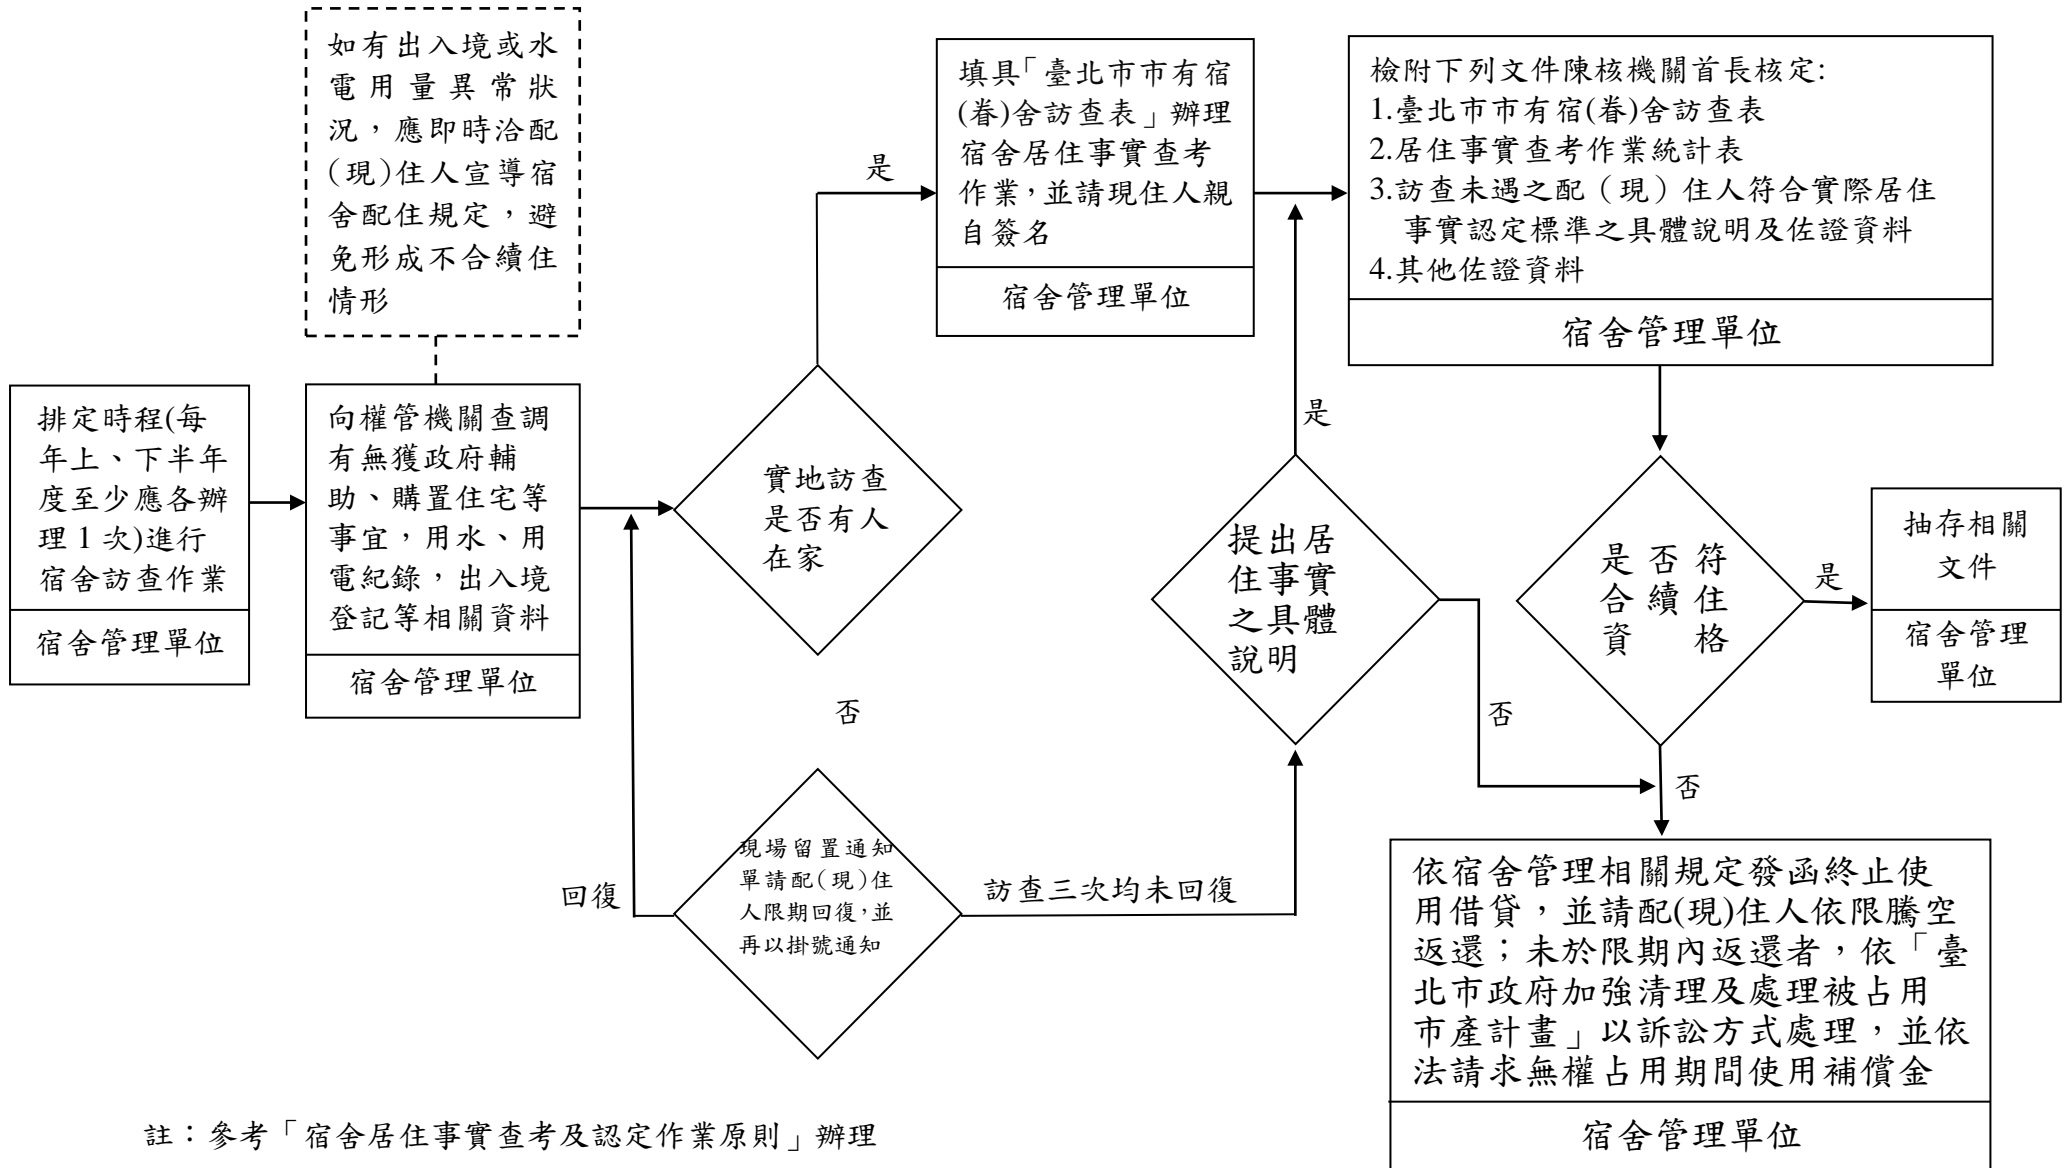 如有出入境或水
電用量異常狀
況，應即時洽配
(現)住人宣導宿
舍配住規定，避
免形成不合續住
情形
排定時程(每
年上、下半年
度至少應各辦
理1次)進行
宿舍訪查作業
宿舍管理單位
向權管機關查調
有無獲政府輔
助、購置住宅等
事宜，用水、用
電紀錄，出入境
登記等相關資料
宿舍管理單位
實地訪查
是否有人
在家
是
填具「臺北市市有宿
(眷)舍訪查表」辦理
宿舍居住事實查考
作業，並請現住人親
自簽名
宿舍管理單位
否
現場留置通知
單請配(現)住
人限期回復，並
再以掛號通知
回復
訪查三次均未回復
提出居
住事實
之具體
說明
是
否
檢附下列文件陳核機關首長核定:
1.臺北市市有宿(眷)舍訪查表
2.居住事實查考作業統計表
3.訪查未遇之配（現）住人符合實際居住
事實認定標準之具體說明及佐證資料
4.其他佐證資料
宿舍管理單位
是否符
合續住
資格
是
抽存相關
文件
宿舍管理
單位
否
依宿舍管理相關規定發函終止使
用借貸，並請配(現)住人依限騰空
返還；未於限期內返還者，依「臺
北市政府加強清理及處理被占用
市產計畫」以訴訟方式處理，並依
法請求無權占用期間使用補償金
宿舍管理單位
註：參考「宿舍居住事實查考及認定作業原則」辦理